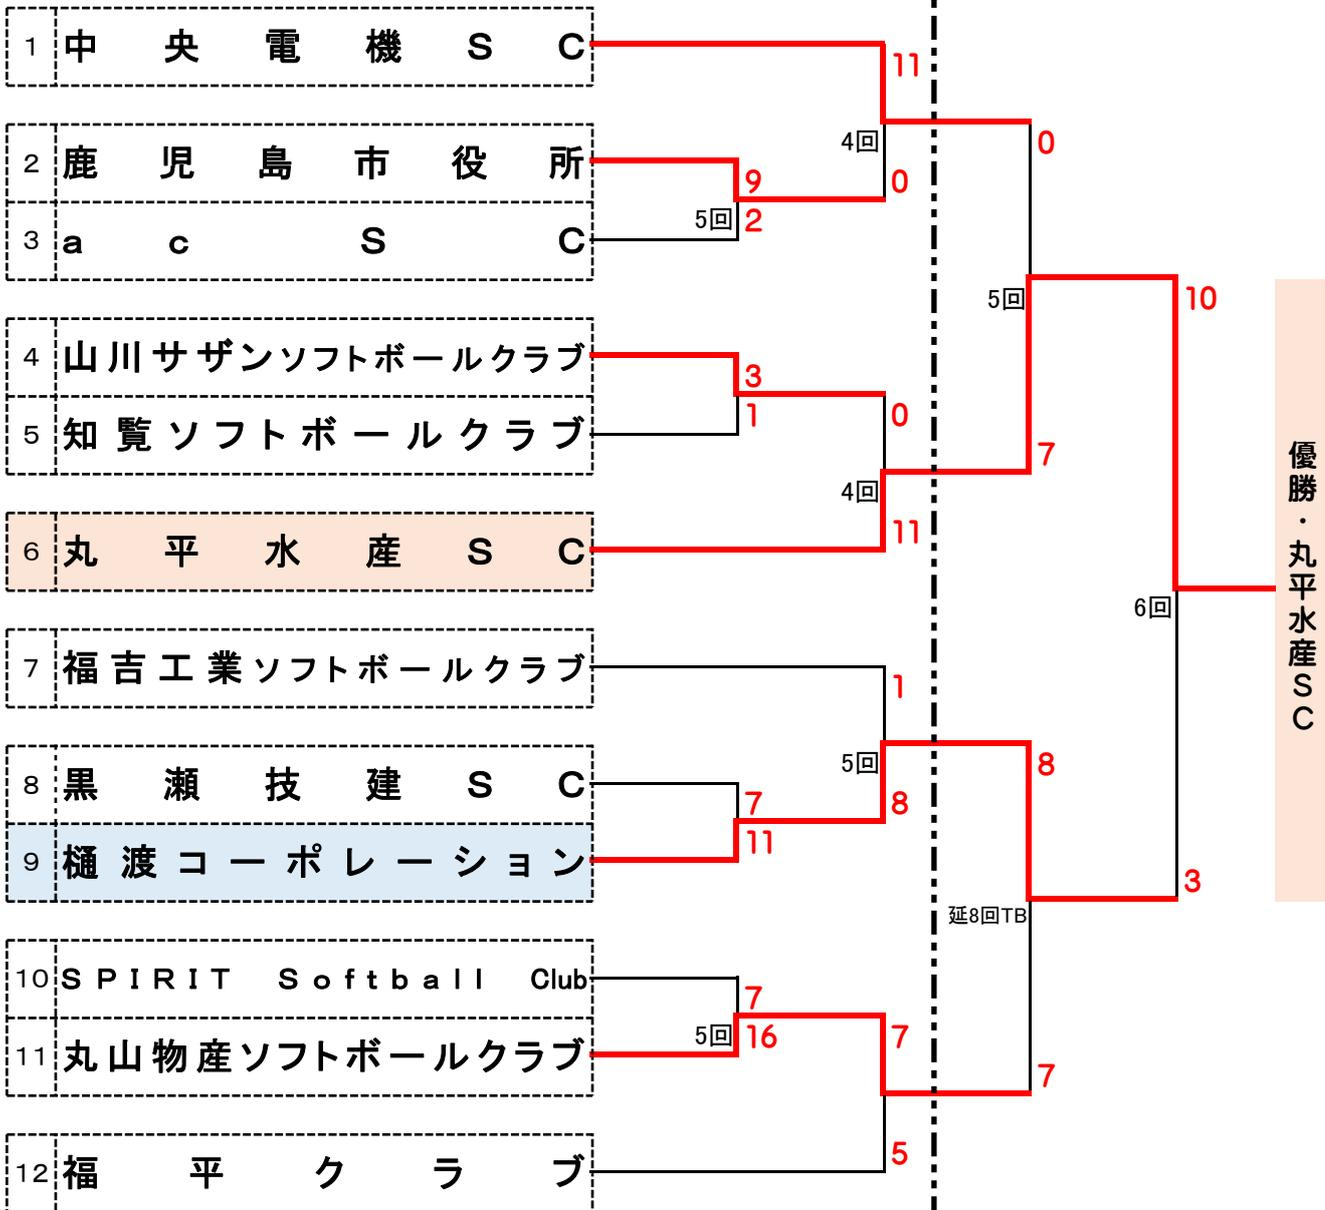 1 中央電機ＳＣ
11
4回
0
0
2 鹿児島市役所
9
5回
2
3 ａｃ Ｓ Ｃ
5回
10
4 山川サザンソフトボールクラブ
3
1
0
5 知覧ソフトボールクラブ
7
4回
11
6 丸平水産ＳＣ
優勝・丸平水産ＳＣ
6回
7 福吉工業ソフトボールクラブ
1
5回
8
8
8 黒瀬技建ＳＣ
7
11
9 樋渡コーポレーション
3
延8回TB
10 ＳＰＩＲＩＴ Ｓｏｆｔｂａｌｌ Club
7
5回
16
7
11 丸山物産ソフトボールクラブ
7
5
12 福平クラブ